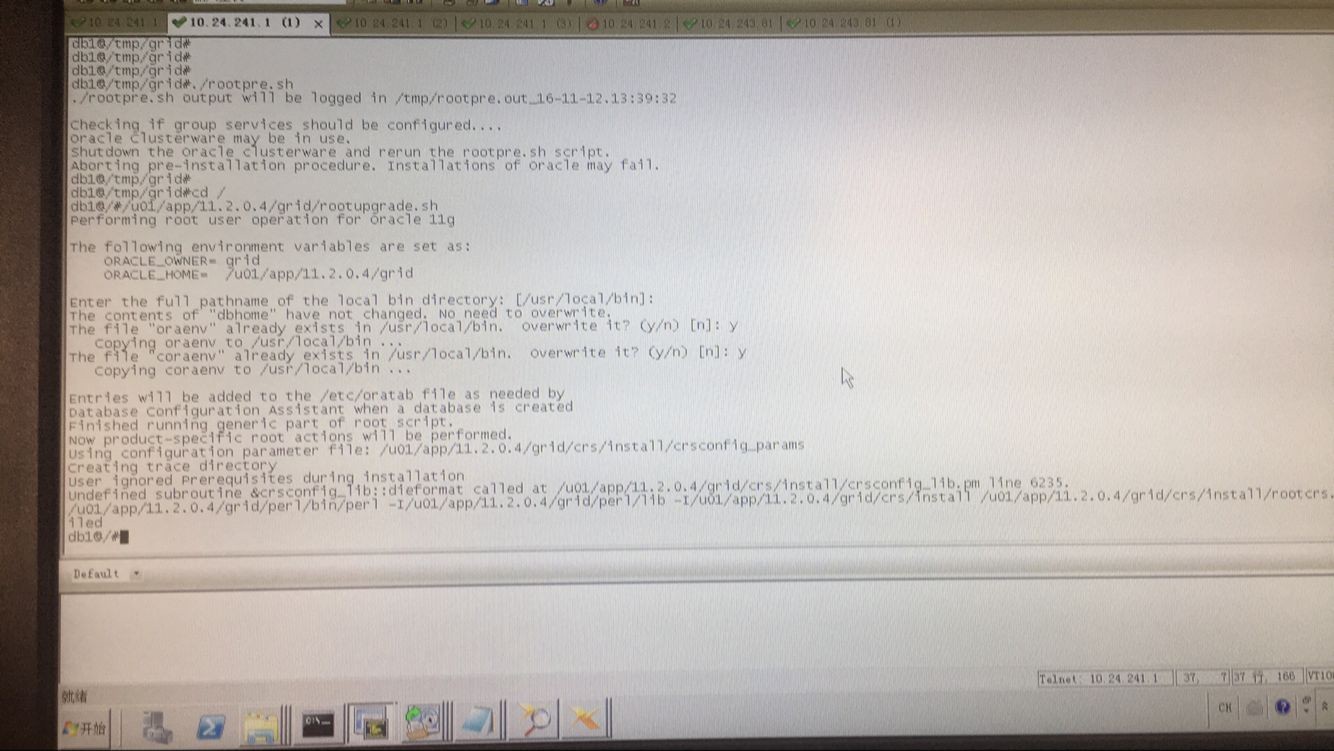 10.24.241.1
10.24.241.1 (1)
10.24.241.1 (2)
10.24.241.1 (3)
10.24.241.2
10.24.243.81
10.24.243.81 (1)
db1@/tmp/grid#
db1@/tmp/grid#
db1@/tmp/grid#
db1@/tmp/grid#./rootpre.sh
./rootpre.sh output will be logged in /tmp/rootpre.out_16-11-12.13:39:32
Checking if group services should be configured....
Oracle Clusterware may be in use.
Shutdown the Oracle Clusterware and rerun the rootpre.sh script.
Aborting pre-installation procedure. Installations of Oracle may fail.
db1@/tmp/grid#
db1@/tmp/grid#cd /
db1@/#/u01/app/11.2.0.4/grid/rootupgrade.sh
Performing root user operation for Oracle 11g
The following environment variables are set as:
ORACLE_OWNER= grid
ORACLE_HOME=  /u01/app/11.2.0.4/grid
Enter the full pathname of the local bin directory: [/usr/local/bin]:
The contents of "dbhome" have not changed. No need to overwrite.
The file "oraenv" already exists in /usr/local/bin.  Overwrite it? (y/n) [n]: y
Copying oraenv to /usr/local/bin ...
The file "coraenv" already exists in /usr/local/bin.  Overwrite it? (y/n) [n]: y
Copying coraenv to /usr/local/bin ...
Entries will be added to the /etc/oratab file as needed by
Database Configuration Assistant when a database is created
Finished running generic part of root script.
Now product-specific root actions will be performed.
Using configuration parameter file: /u01/app/11.2.0.4/grid/crs/install/crsconfig_params
Creating trace directory
User ignored Prerequisites during installation
Undefined subroutine &crsconfig_lib::dieformat called at /u01/app/11.2.0.4/grid/crs/install/crsconfig_lib.pm line 6235.
/u01/app/11.2.0.4/grid/perl/bin/perl -I/u01/app/11.2.0.4/grid/perl/lib -I/u01/app/11.2.0.4/grid/crs/install /u01/app/11.2.0.4/grid/crs/install/rootcrs.
iled
db1@/#
Default
Telnet: 10.24.241.1
37, 7
37 行, 166
VT10
就绪
开始
CH